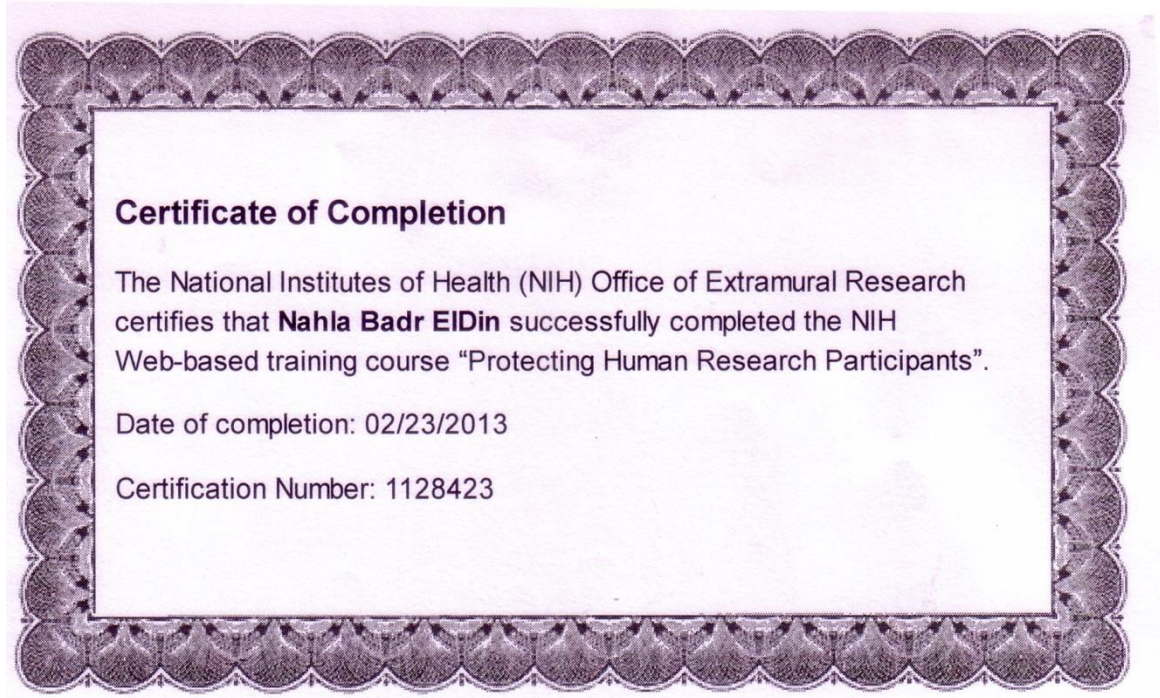 Certificate of Completion
The National Institutes of Health (NIH) Office of Extramural Research
certifies that Nahla Badr ElDin successfully completed the NIH
Web-based training course “Protecting Human Research Participants”.
Date of completion: 02/23/2013
Certification Number: 1128423